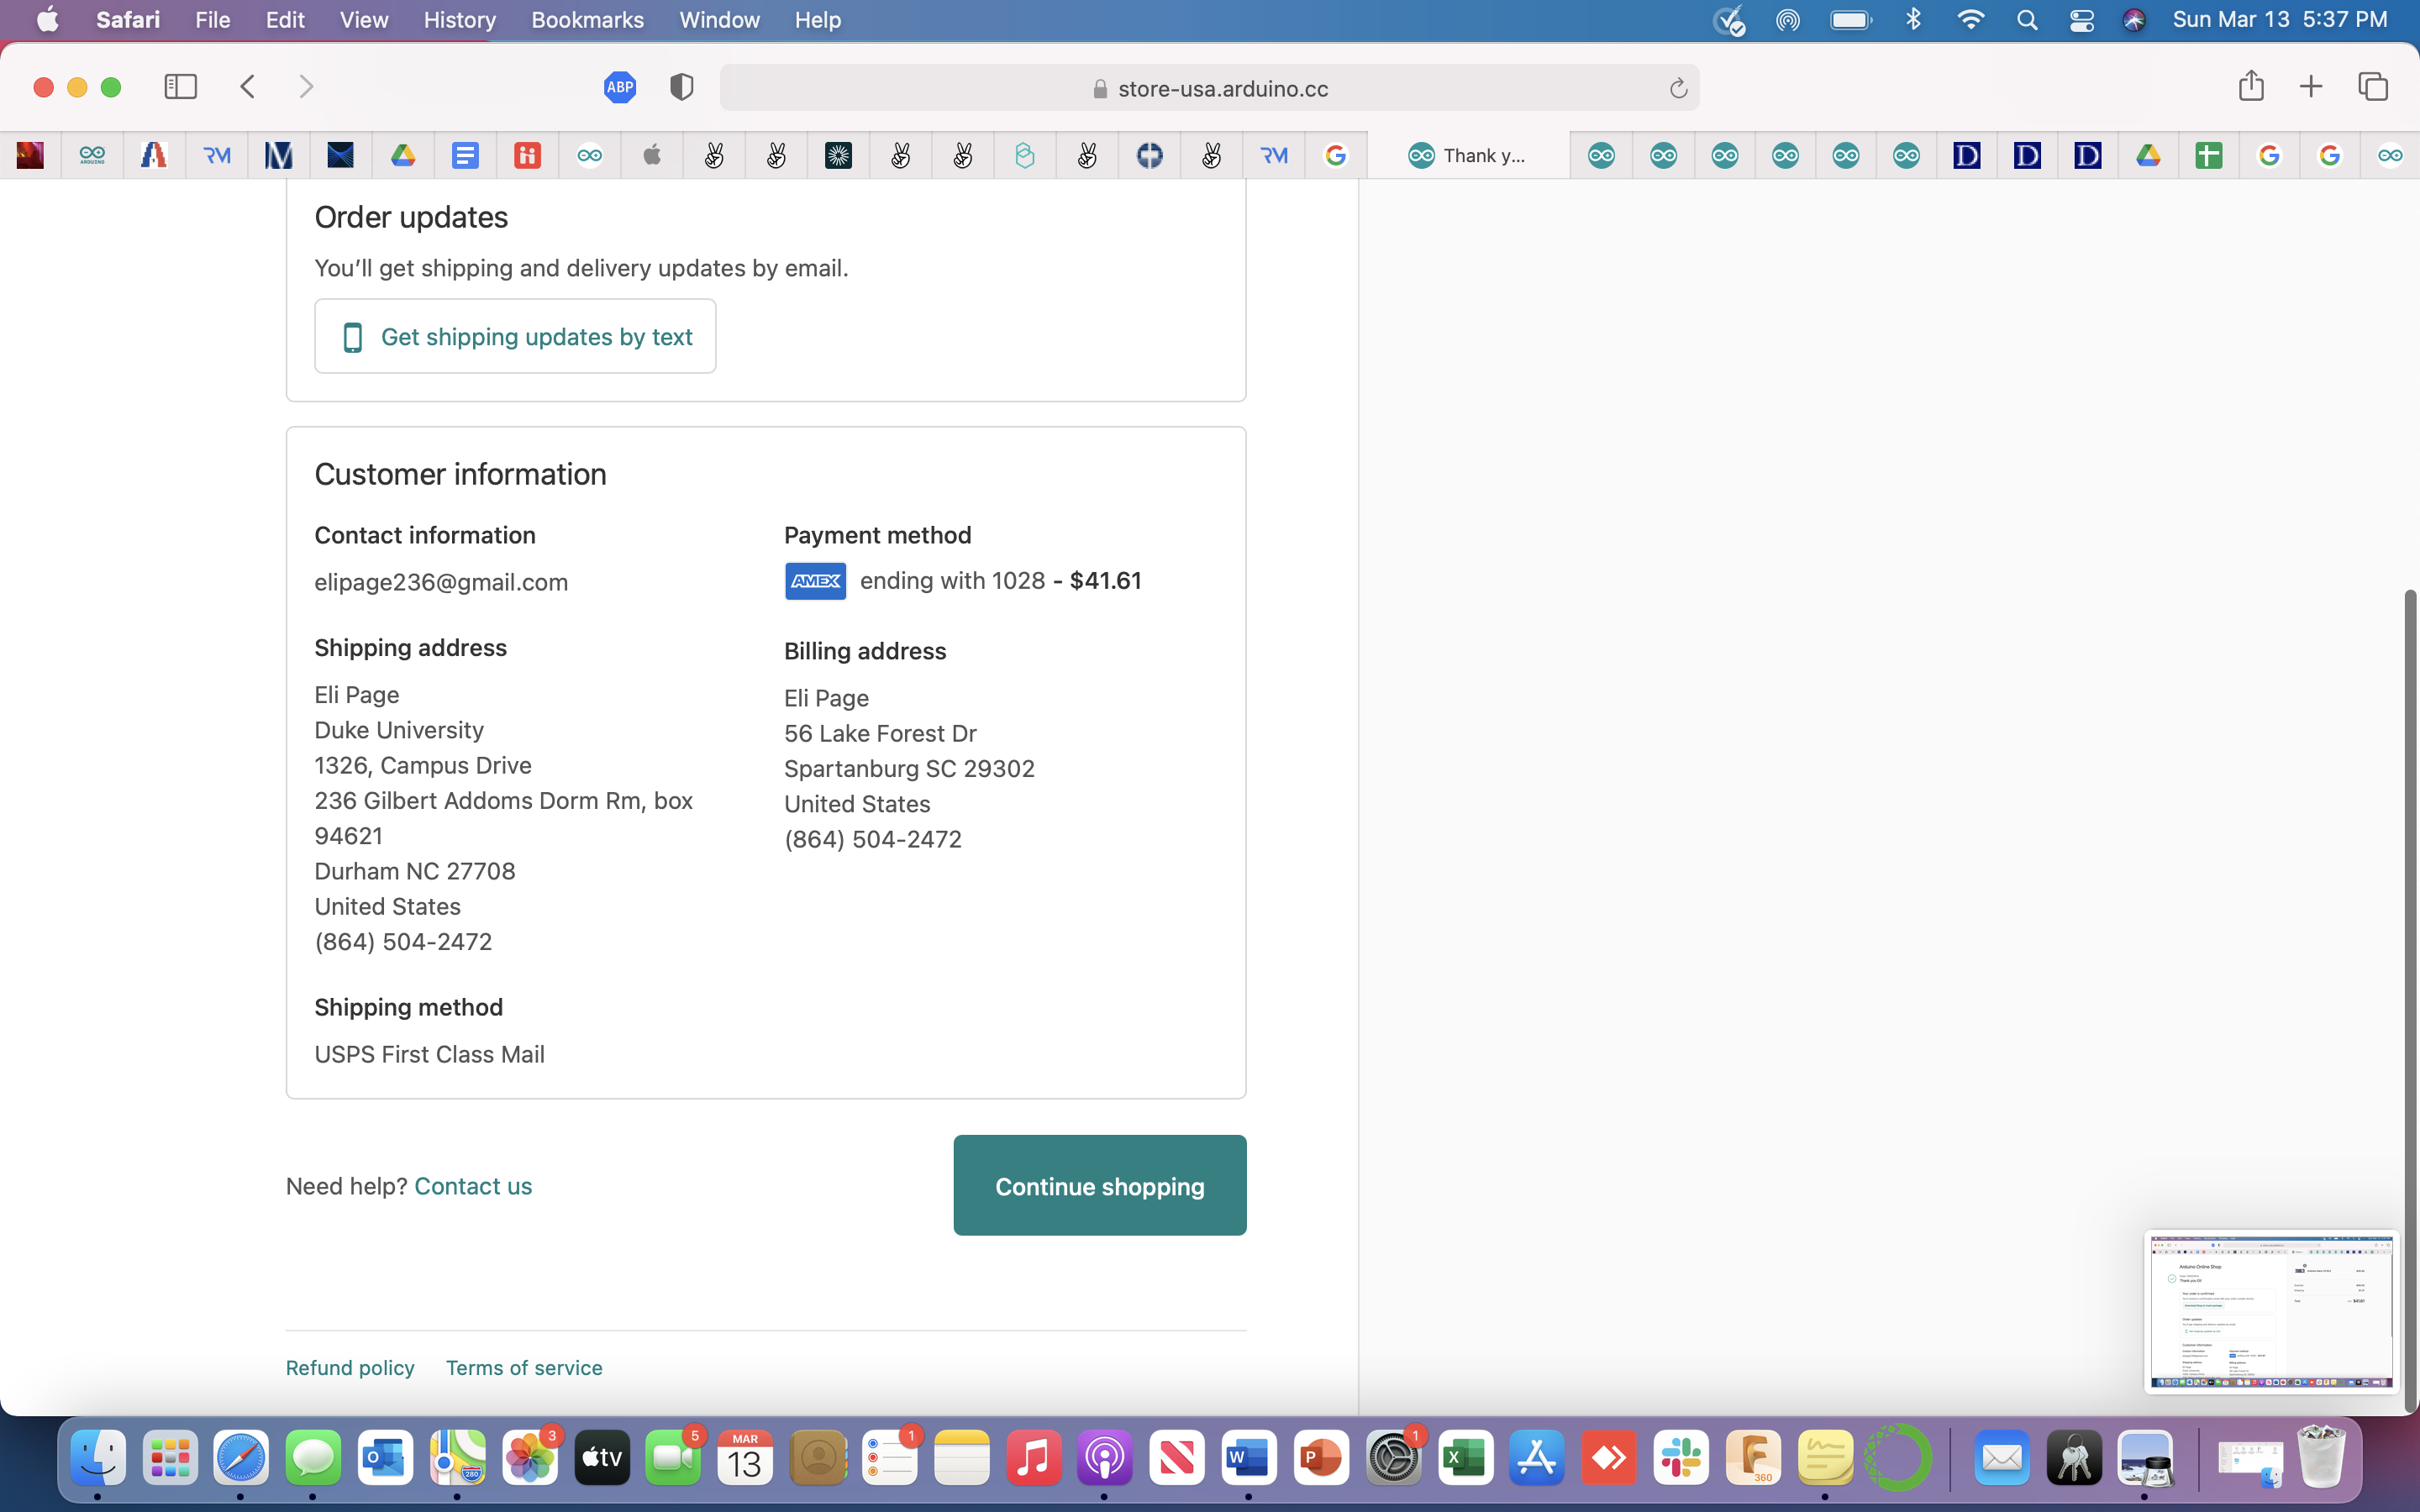 Safari File Edit View History Bookmarks Window Help
Sun Mar 13 5:37 PM
ABP
store-usa.arduino.cc
Thank y...
Order updates
You'll get shipping and delivery updates by email.
Get shipping updates by text
Customer information
Contact information
elipage236@gmail.com
Shipping address
Eli Page
Duke University
1326, Campus Drive
236 Gilbert Addoms Dorm Rm, box
94621
Durham NC 27708
United States
(864) 504-2472
Shipping method
USPS First Class Mail
Payment method
AMEX ending with 1028 - $41.61
Billing address
Eli Page
56 Lake Forest Dr
Spartanburg SC 29302
United States
(864) 504-2472
Need help? Contact us
Continue shopping
Refund policy Terms of service
Arduino Online Shop
3
tv
5
MAR
13
1
1
360
280